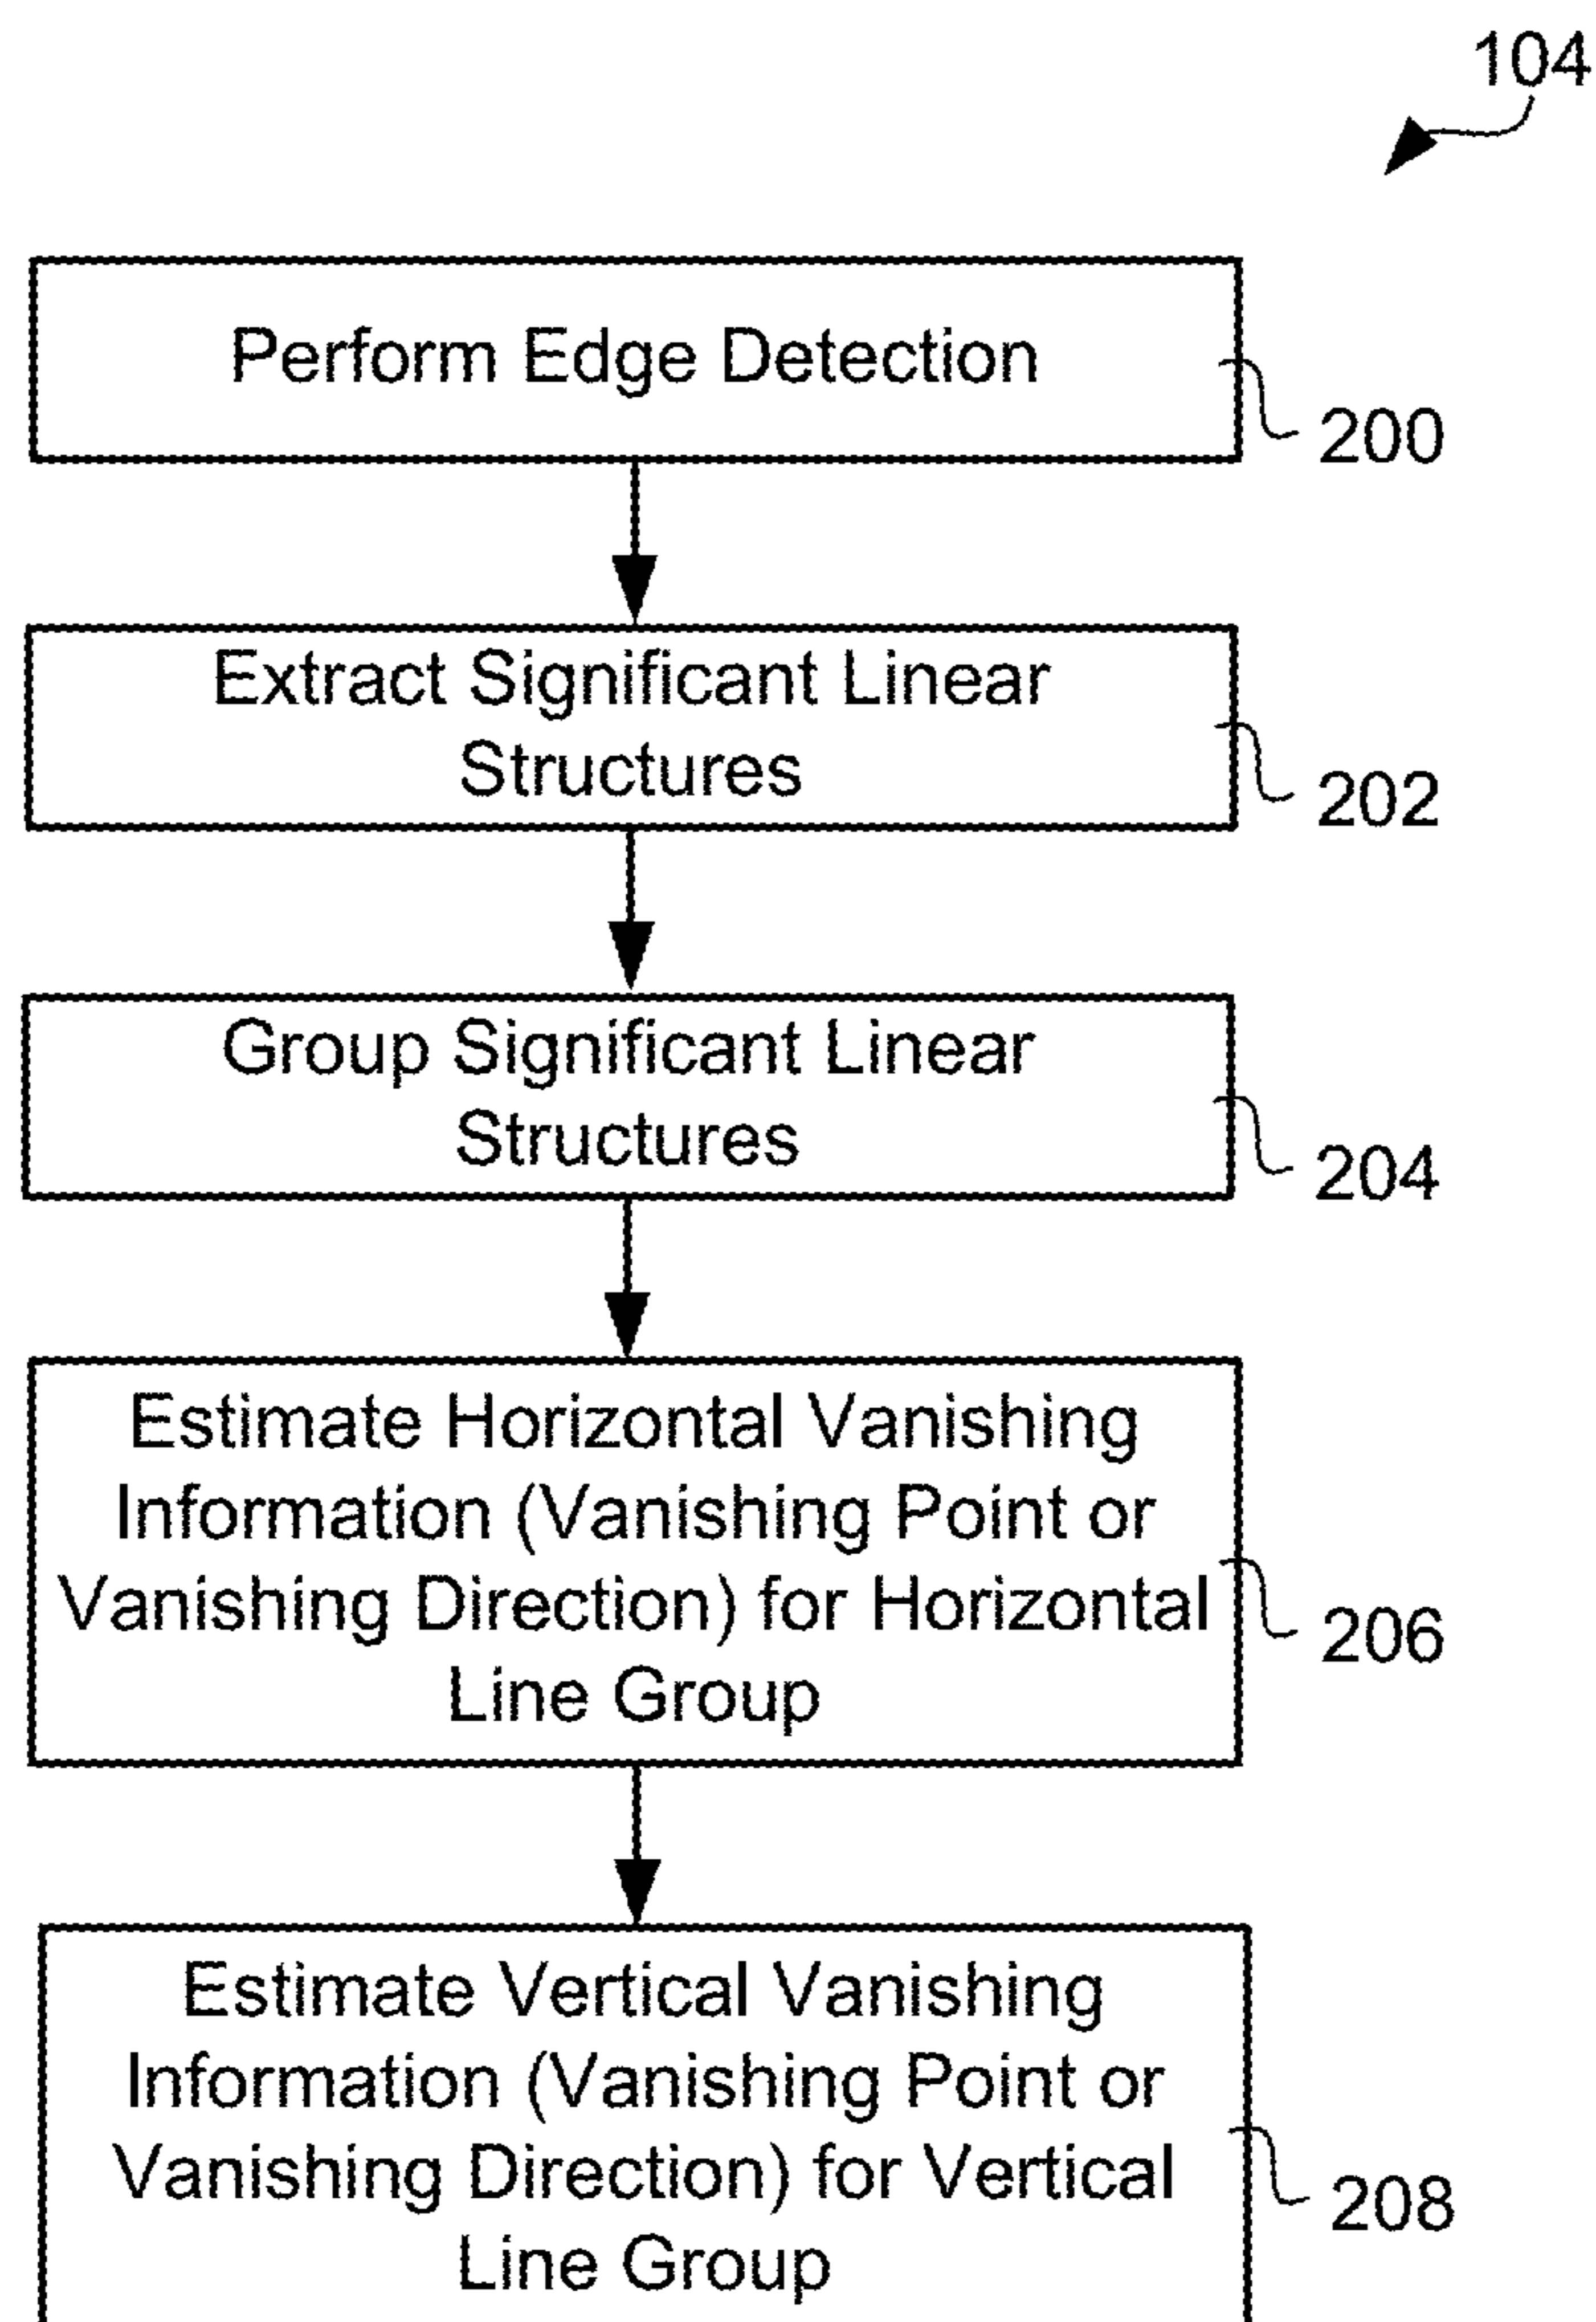 104
Perform Edge Detection
200
Extract Significant Linear
Structures
202
Group Significant Linear
Structures
204
Estimate Horizontal Vanishing
Information (Vanishing Point or
Vanishing Direction) for Horizontal
Line Group
206
Estimate Vertical Vanishing
Information (Vanishing Point or
Vanishing Direction) for Vertical
Line Group
208